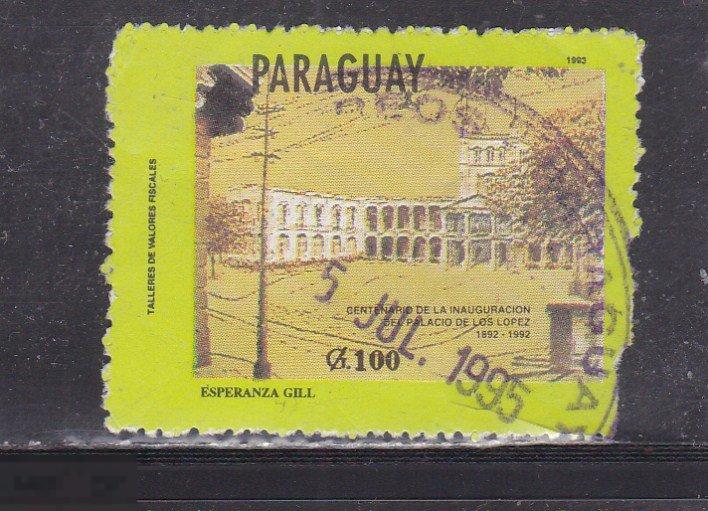 PARAGUAY
1993
TALLERES DE VALORES FISCALES
CENTENARIO DE LA INAUGURACION
DEL PALACIO DE LOS LOPEZ
1892 - 1992
₲.100
ESPERANZA GILL
5 JUL. 1995